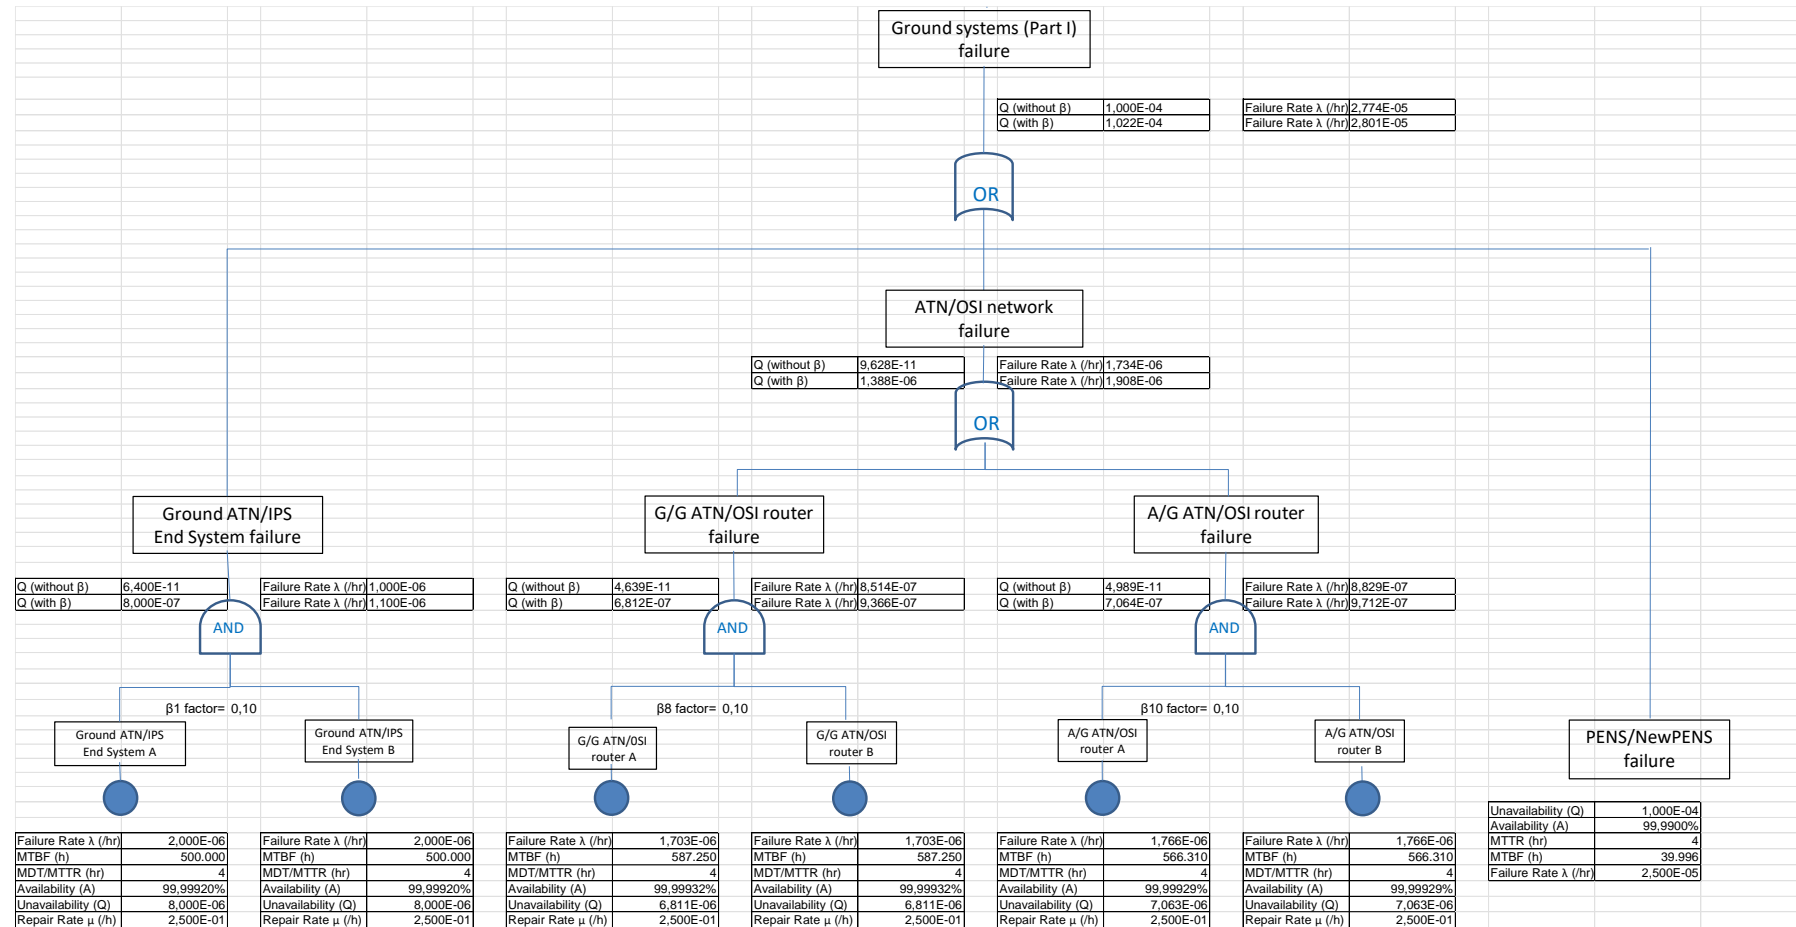 Ground systems (Part I)
failure
Q (without β) 1,000E-04 Failure Rate λ (/hr) 2,774E-05
Q (with β) 1,022E-04 Failure Rate λ (/hr) 2,801E-05
OR
ATN/OSI network
failure
Q (without β) 9,628E-11 Failure Rate λ (/hr) 1,734E-06
Q (with β) 1,388E-06 Failure Rate λ (/hr) 1,908E-06
OR
Ground ATN/IPS
End System failure
G/G ATN/OSI router
failure
A/G ATN/OSI router
failure
Q (without β) 6,400E-11 Failure Rate λ (/hr) 1,000E-06 Q (without β) 4,639E-11 Failure Rate λ (/hr) 8,514E-07 Q (without β) 4,989E-11 Failure Rate λ (/hr) 8,829E-07
Q (with β) 8,000E-07 Failure Rate λ (/hr) 1,100E-06 Q (with β) 6,812E-07 Failure Rate λ (/hr) 9,366E-07 Q (with β) 7,064E-07 Failure Rate λ (/hr) 9,712E-07
AND AND AND
β1 factor= 0,10 β8 factor= 0,10 β10 factor= 0,10
Ground ATN/IPS
End System A
Ground ATN/IPS
End System B
G/G ATN/0SI
router A
G/G ATN/OSI
router B
A/G ATN/OSI
router A
A/G ATN/OSI
router B
PENS/NewPENS
failure
Unavailability (Q) 1,000E-04
Availability (A) 99,9900%
MTTR (hr) 4
MTBF (h) 39.996
Failure Rate λ (/hr) 2,500E-05
Failure Rate λ (/hr) 2,000E-06 Failure Rate λ (/hr) 2,000E-06 Failure Rate λ (/hr) 1,703E-06 Failure Rate λ (/hr) 1,703E-06 Failure Rate λ (/hr) 1,766E-06 Failure Rate λ (/hr) 1,766E-06
MTBF (h) 500.000 MTBF (h) 500.000 MTBF (h) 587.250 MTBF (h) 587.250 MTBF (h) 566.310 MTBF (h) 566.310
MDT/MTTR (hr) 4 MDT/MTTR (hr) 4 MDT/MTTR (hr) 4 MDT/MTTR (hr) 4 MDT/MTTR (hr) 4 MDT/MTTR (hr) 4
Availability (A) 99,99920% Availability (A) 99,99920% Availability (A) 99,99932% Availability (A) 99,99932% Availability (A) 99,99929% Availability (A) 99,99929%
Unavailability (Q) 8,000E-06 Unavailability (Q) 8,000E-06 Unavailability (Q) 6,811E-06 Unavailability (Q) 6,811E-06 Unavailability (Q) 7,063E-06 Unavailability (Q) 7,063E-06
Repair Rate µ (/h) 2,500E-01 Repair Rate µ (/h) 2,500E-01 Repair Rate µ (/h) 2,500E-01 Repair Rate µ (/h) 2,500E-01 Repair Rate µ (/h) 2,500E-01 Repair Rate µ (/h) 2,500E-01